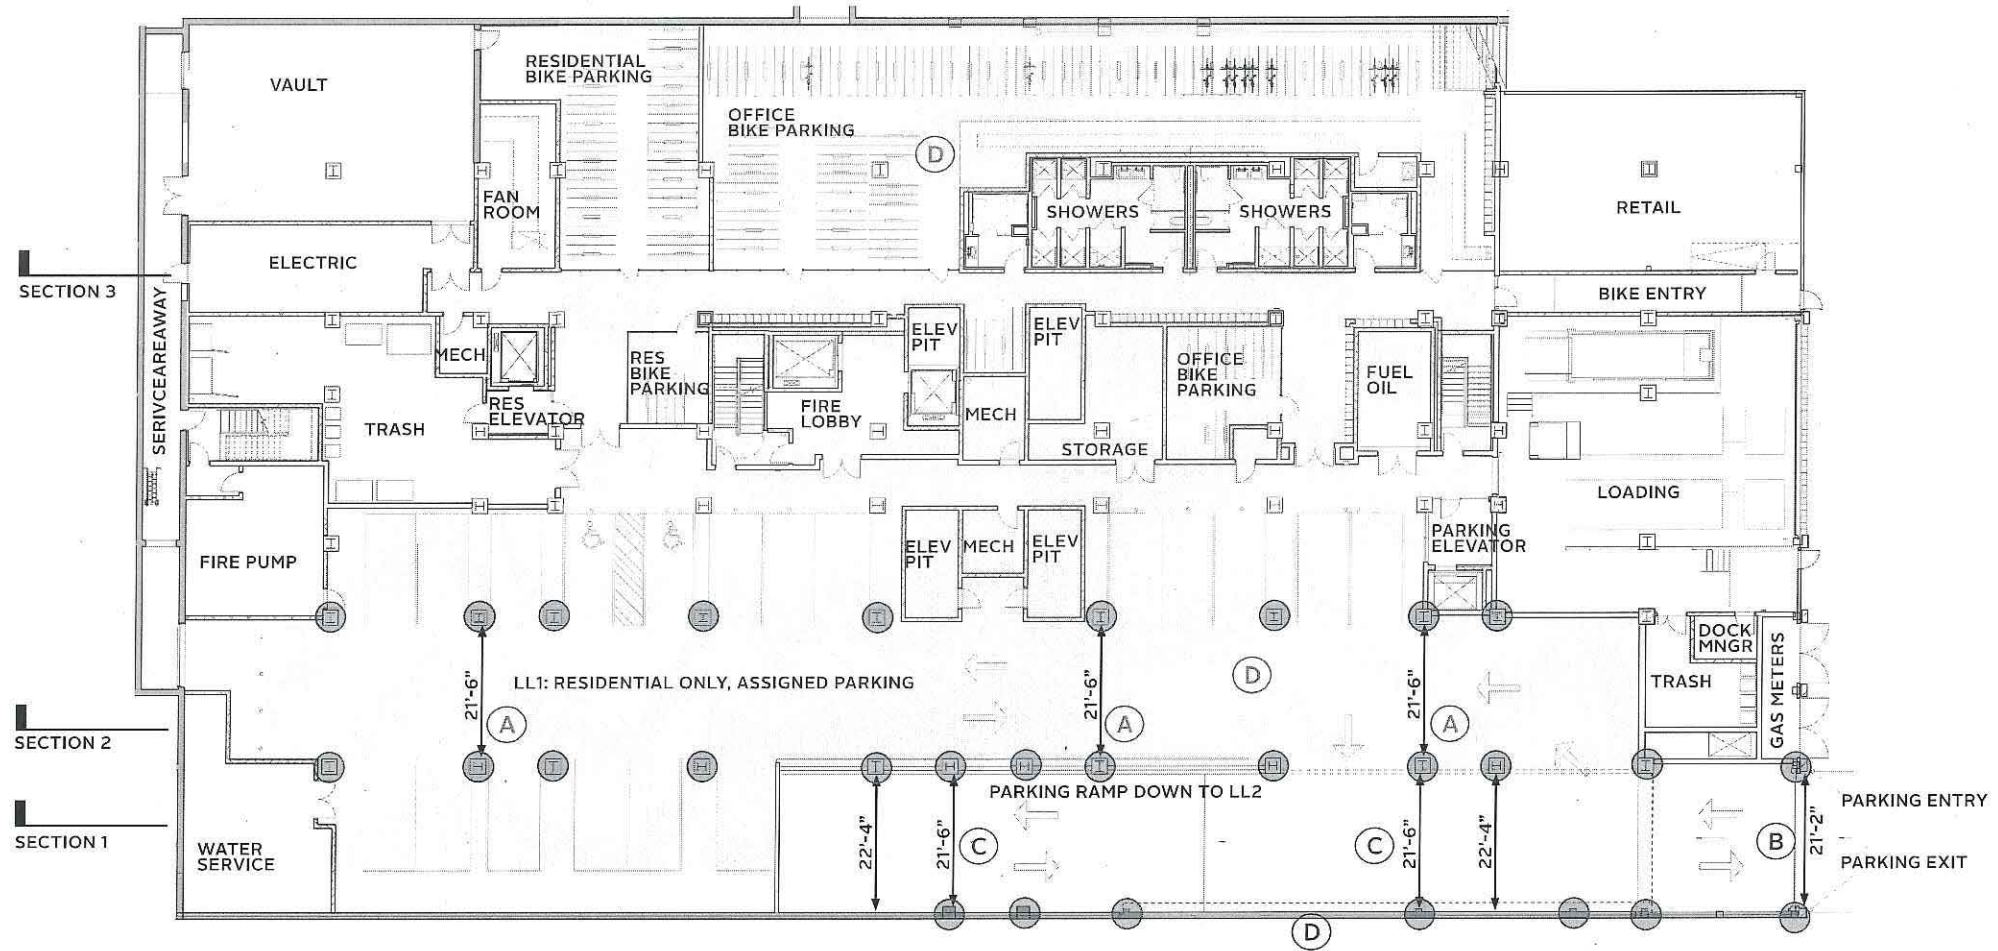 VAULT
RESIDENTIAL
BIKE PARKING
OFFICE
BIKE PARKING
D
FAN
ROOM
SHOWERS
SHOWERS
RETAIL
ELECTRIC
SECTION 3
SERIVCEAREAWAY
BIKE ENTRY
MECH
RES
ELEVATOR
RES
BIKE
PARKING
ELEV
PIT
ELEV
PIT
FIRE
LOBBY
MECH
OFFICE
BIKE
PARKING
FUEL
OIL
TRASH
STORAGE
LOADING
PARKING
ELEVATOR
FIRE PUMP
ELEV
PIT
MECH
ELEV
PIT
DOCK
MNGR
TRASH
GAS METERS
LL1: RESIDENTIAL ONLY, ASSIGNED PARKING
D
21'-6"
A
21'-6"
A
21'-6"
A
SECTION 2
PARKING RAMP DOWN TO LL2
PARKING ENTRY
SECTION 1
WATER
SERVICE
22'-4"
21'-6"
C
C
21'-6"
22'-4"
B
21'-2"
PARKING EXIT
D